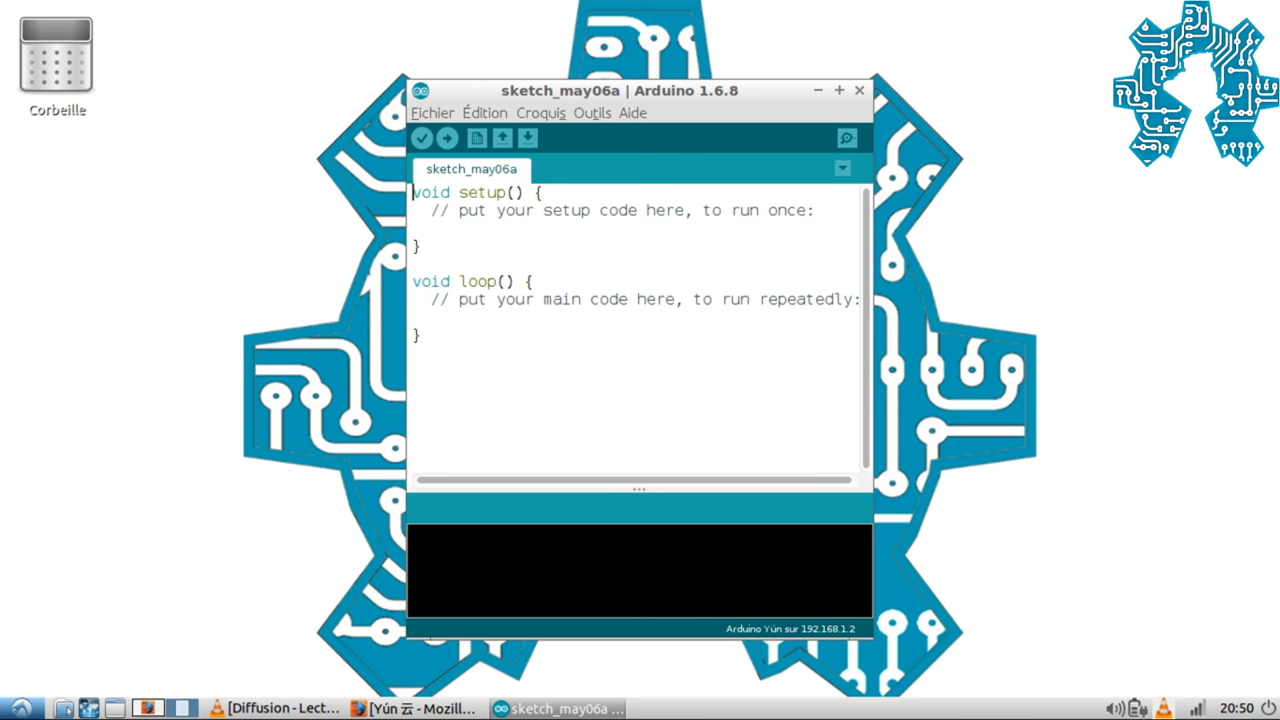 Corbeille
sketch_may06a | Arduino 1.6.8
Fichier Édition Croquis Outils Aide
sketch_may06a
void setup() {
// put your setup code here, to run once:
}
void loop() {
// put your main code here, to run repeatedly:
}
Arduino Yún sur 192.168.1.2
[Diffusion - Lect... [Yún 云 - Mozill... sketch_may06a ... 20:50